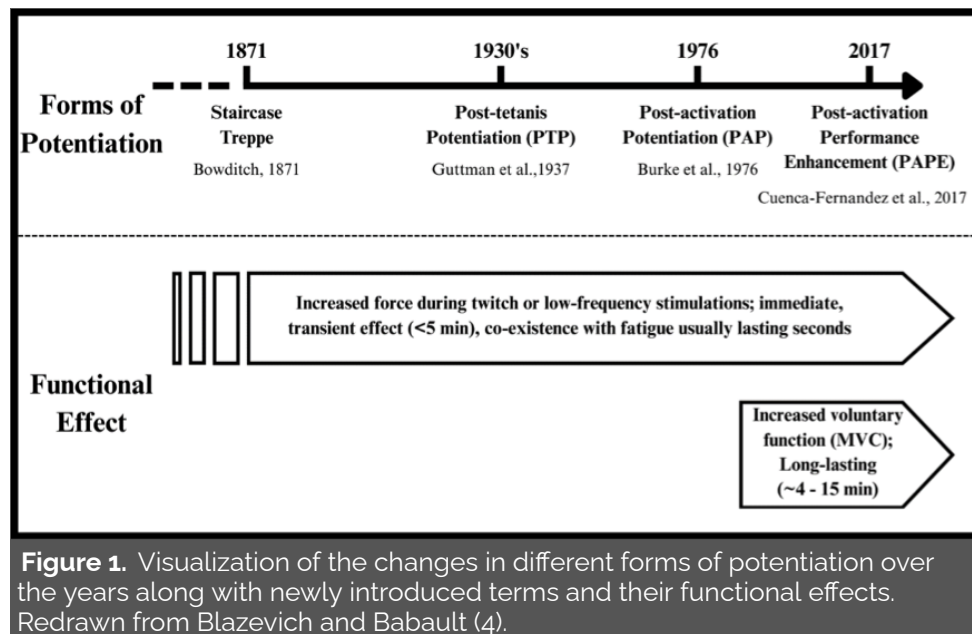 1871
1930's
1976
2017
Forms of
Potentiation
Staircase
Treppe
Bowditch, 1871
Post-tetanis
Potentiation (PTP)
Guttman et al.,1937
Post-activation
Potentiation (PAP)
Burke et al., 1976
Post-activation
Performance
Enhancement (PAPE)
Cuenca-Fernandez et al., 2017
Functional
Effect
Increased force during twitch or low-frequency stimulations; immediate,
transient effect (<5 min), co-existence with fatigue usually lasting seconds
Increased voluntary
function (MVC);
Long-lasting
(~4 - 15 min)
Figure 1. Visualization of the changes in different forms of potentiation over
the years along with newly introduced terms and their functional effects.
Redrawn from Blazevich and Babault (4).